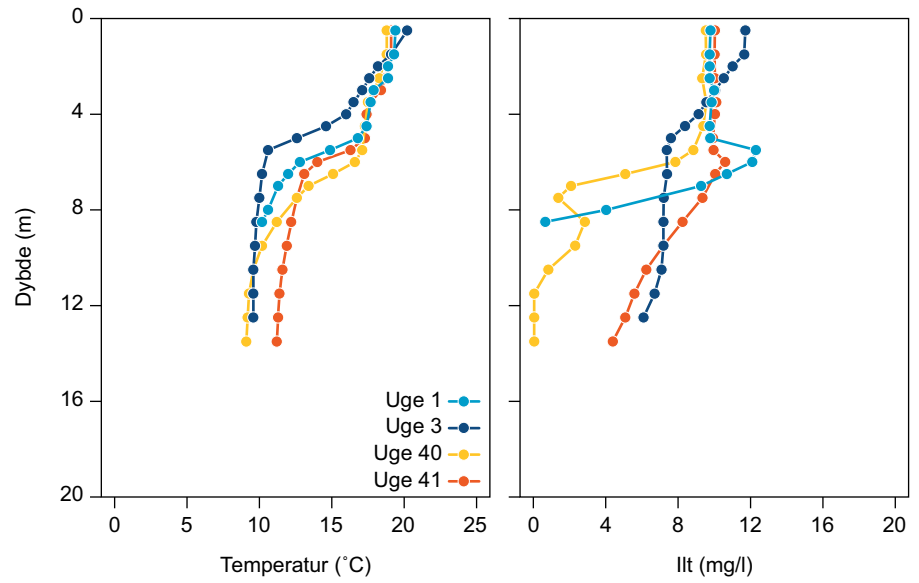 0
4
8
12
16
20
Dybde (m)
Uge 1
Uge 3
Uge 40
Uge 41
0 5 10 15 20 25
Temperatur (˚C)
0 4 8 12 16 20
Ilt (mg/l)